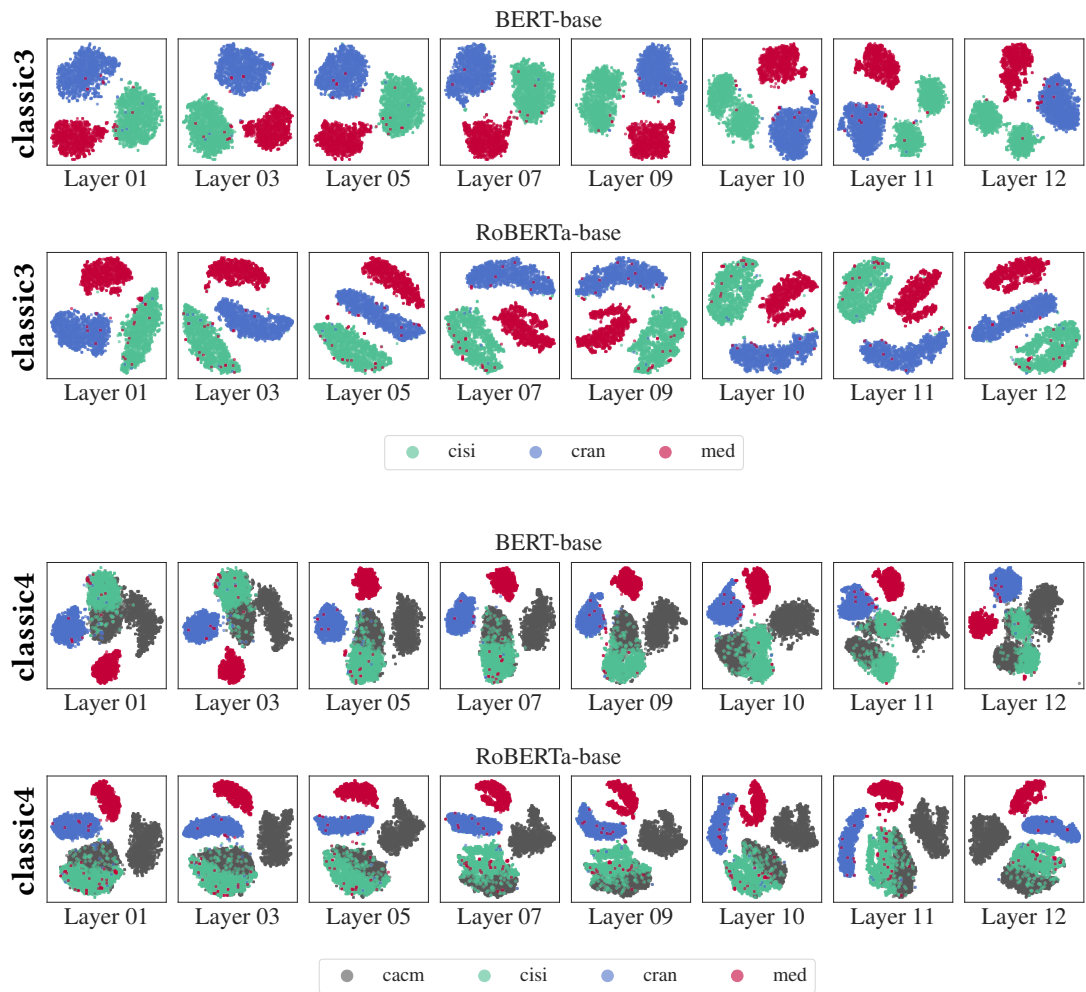 BERT-base
classic3
Layer 01 Layer 03 Layer 05 Layer 07 Layer 09 Layer 10 Layer 11 Layer 12
RoBERTa-base
classic3
Layer 01 Layer 03 Layer 05 Layer 07 Layer 09 Layer 10 Layer 11 Layer 12
cisi cran med
BERT-base
classic4
Layer 01 Layer 03 Layer 05 Layer 07 Layer 09 Layer 10 Layer 11 Layer 12
RoBERTa-base
classic4
Layer 01 Layer 03 Layer 05 Layer 07 Layer 09 Layer 10 Layer 11 Layer 12
cacm cisi cran med